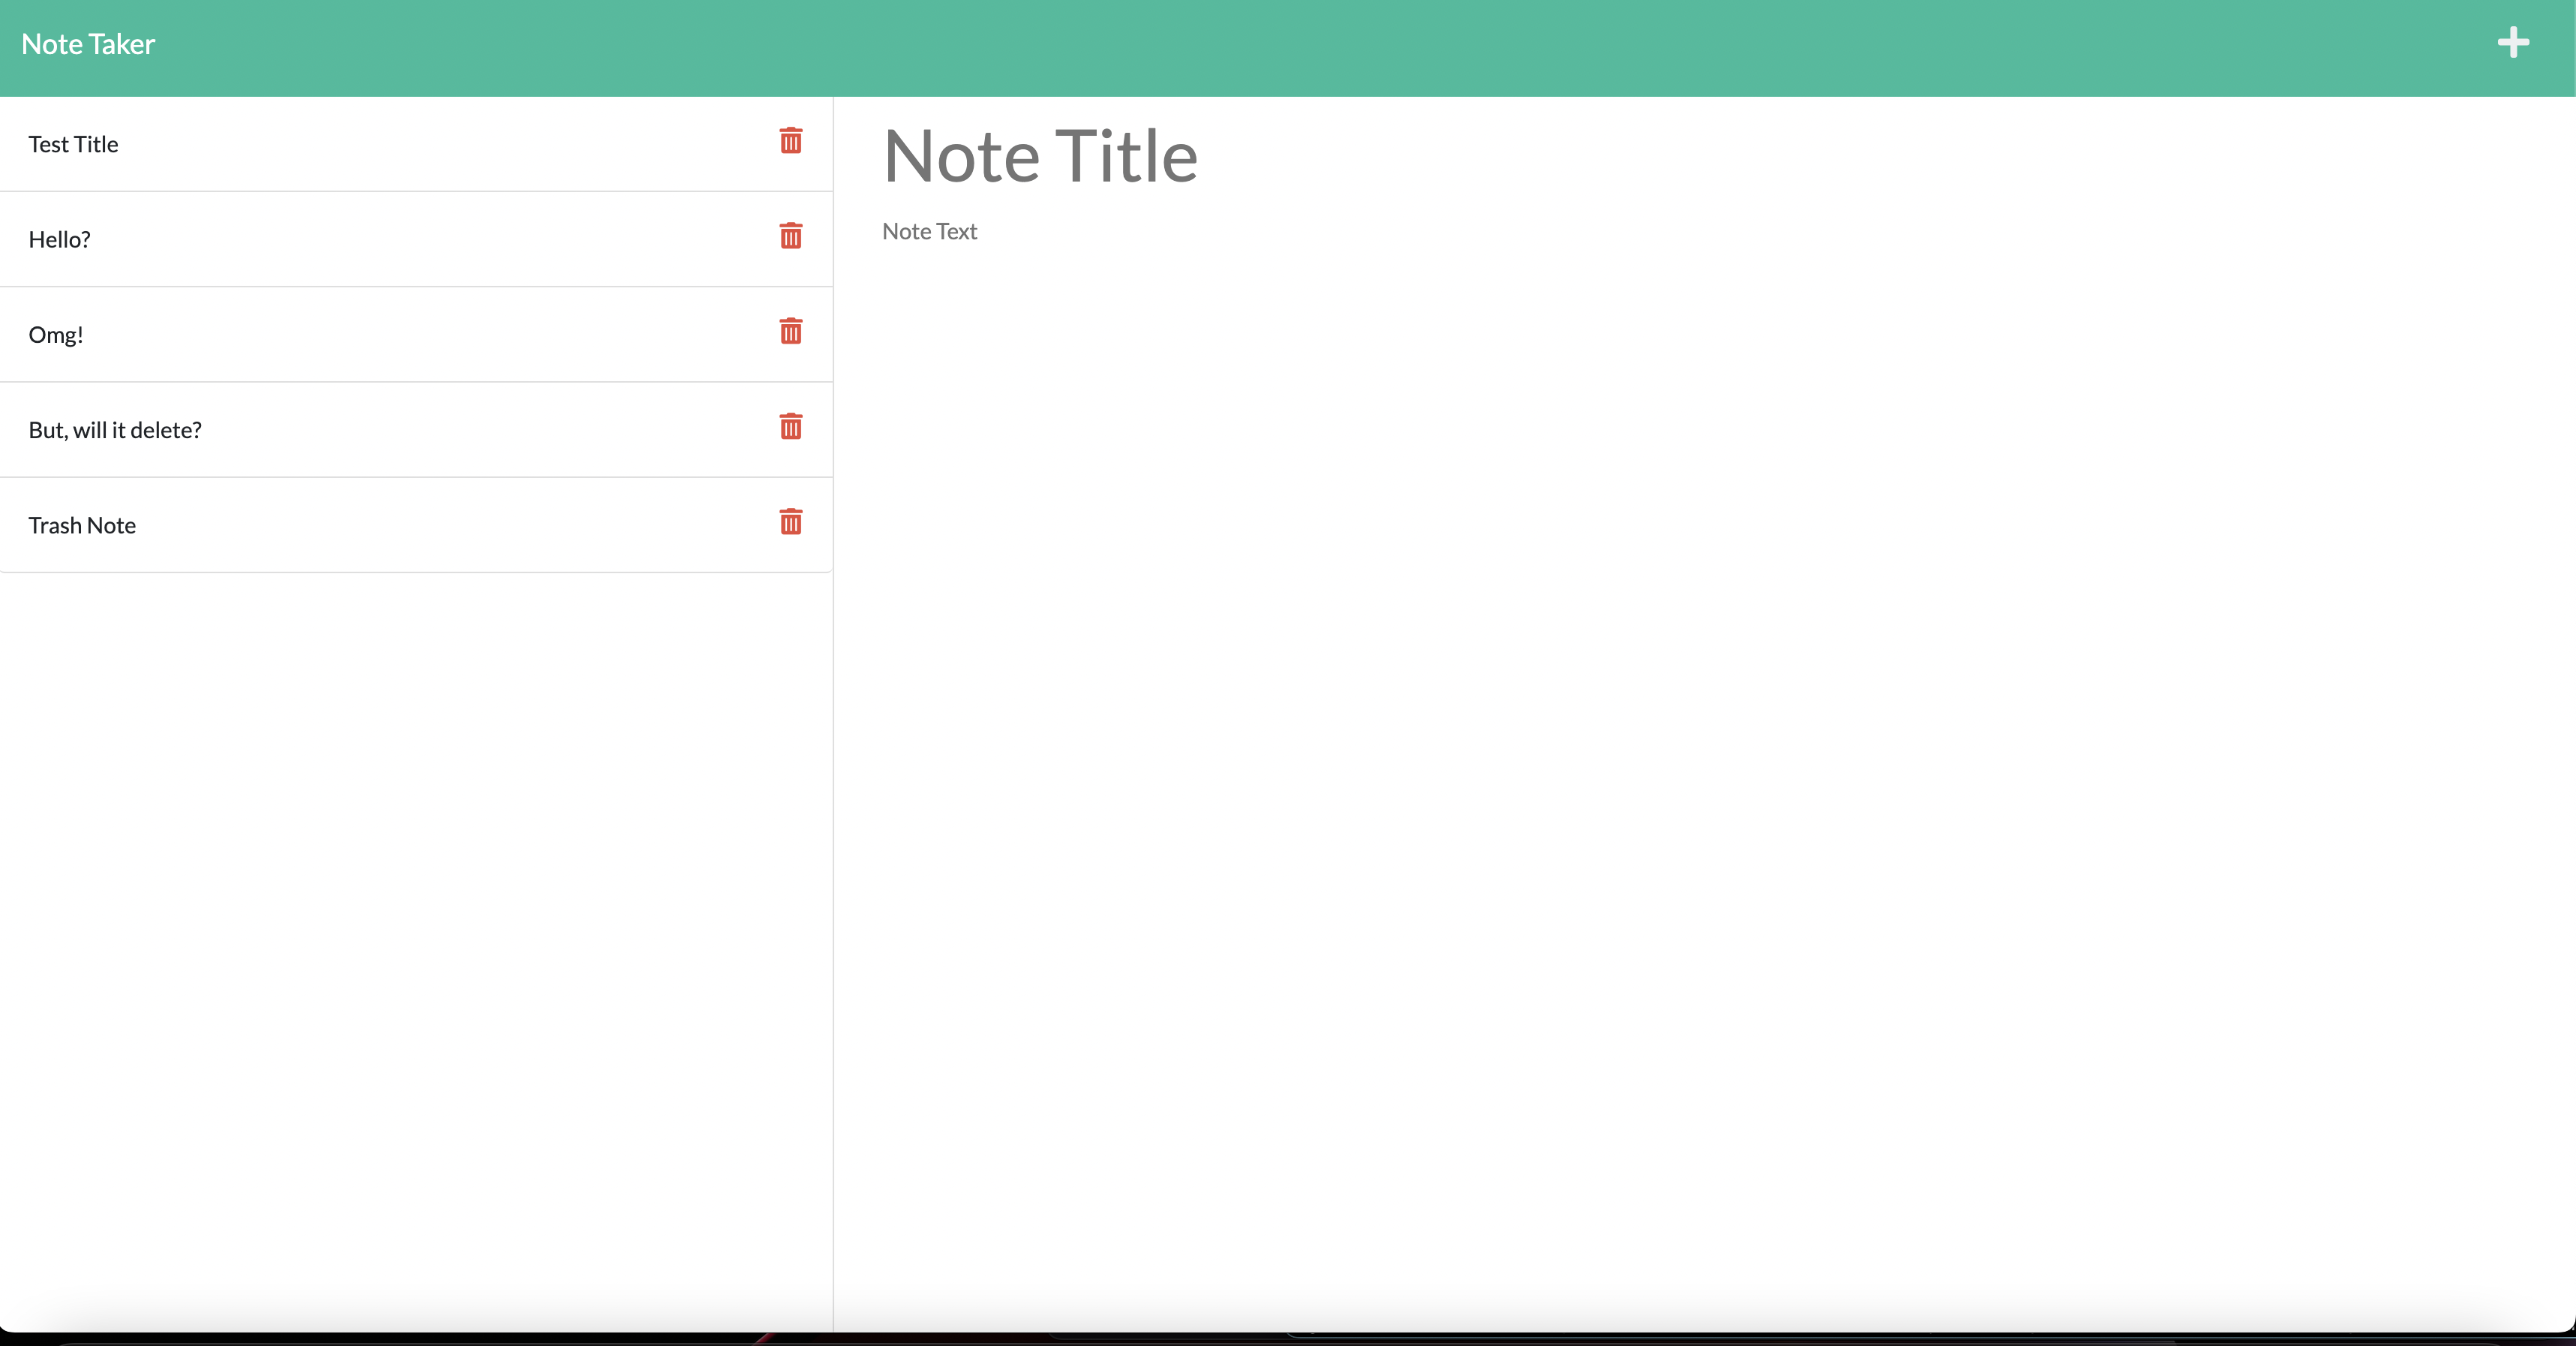 Note Taker
Test Title
Hello?
Omg!
But, will it delete?
Trash Note
Note Title
Note Text